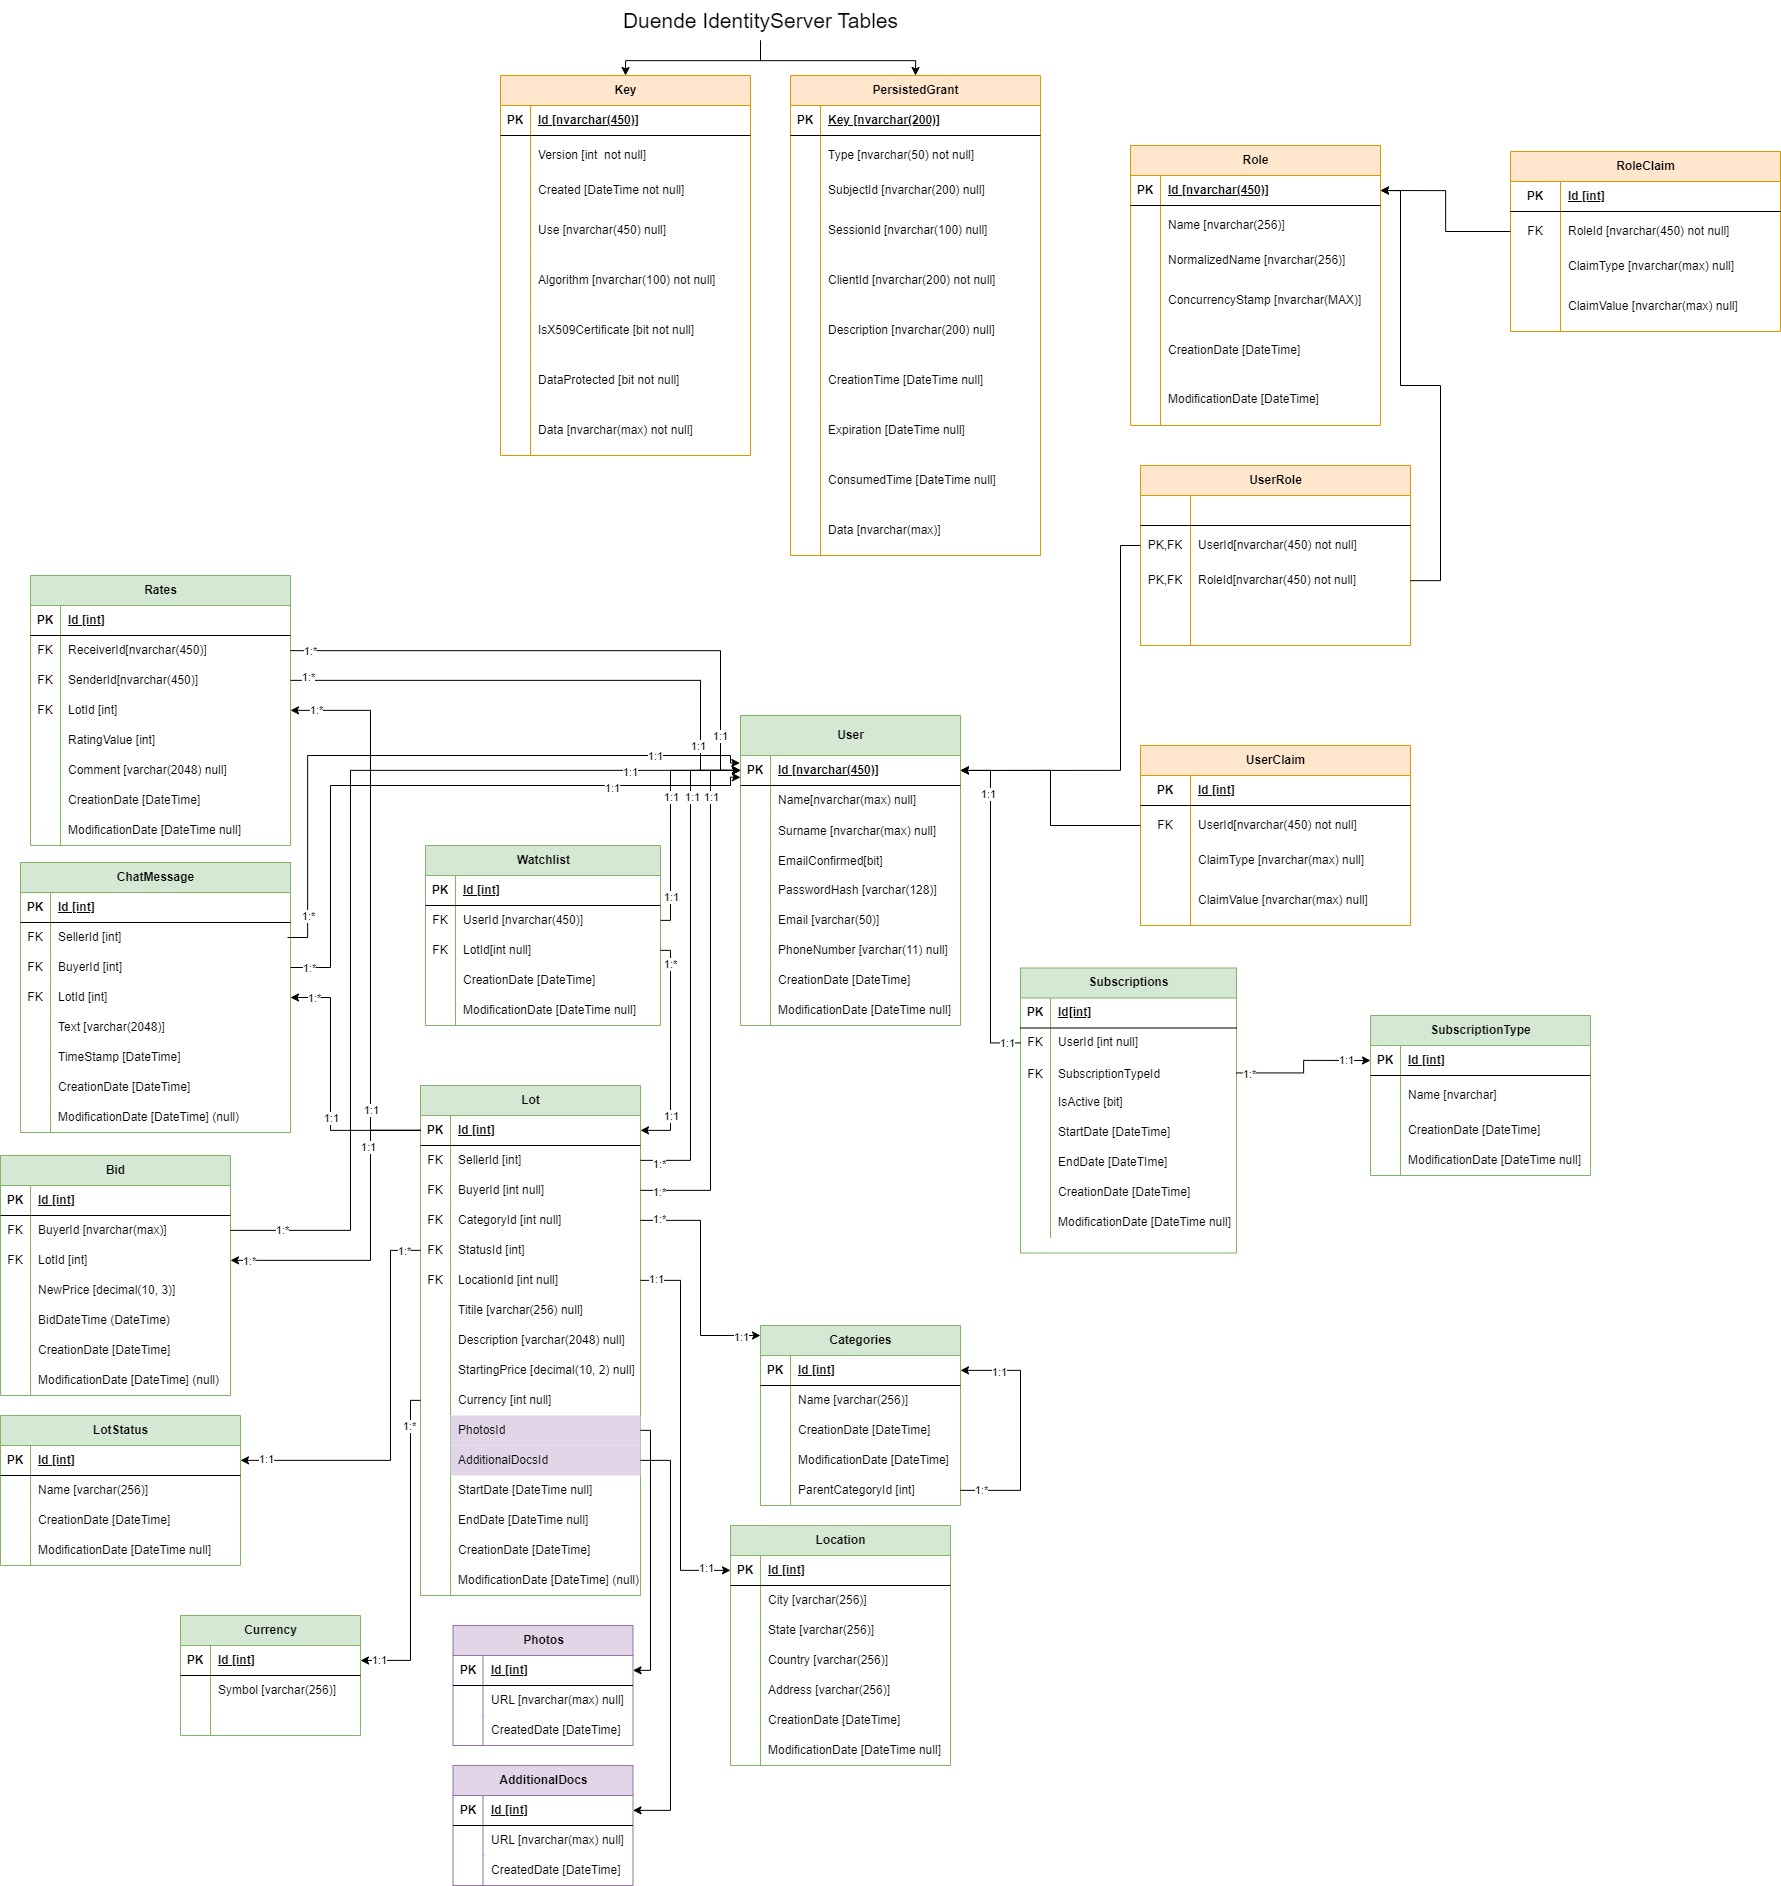 Duende IdentityServer Tables
Key
PK Id [nvarchar(450)]
Version [int  not null]
Created [DateTime not null]
Use [nvarchar(450) null]
Algorithm [nvarchar(100) not null]
IsX509Certificate [bit not null]
DataProtected [bit not null]
Data [nvarchar(max) not null]
PersistedGrant
PK Key [nvarchar(200)]
Type [nvarchar(50) not null]
SubjectId [nvarchar(200) null]
SessionId [nvarchar(100) null]
ClientId [nvarchar(200) not null]
Description [nvarchar(200) null]
CreationTime [DateTime null]
Expiration [DateTime null]
ConsumedTime [DateTime null]
Data [nvarchar(max)]
Role
PK Id [nvarchar(450)]
Name [nvarchar(256)]
NormalizedName [nvarchar(256)]
ConcurrencyStamp [nvarchar(MAX)]
CreationDate [DateTime]
ModificationDate [DateTime]
RoleClaim
PK Id [int]
FK RoleId [nvarchar(450) not null]
ClaimType [nvarchar(max) null]
ClaimValue [nvarchar(max) null]
UserRole
PK,FK UserId[nvarchar(450) not null]
PK,FK RoleId[nvarchar(450) not null]
Rates
PK Id [int]
FK ReceiverId[nvarchar(450)] 1:*
FK SenderId[nvarchar(450)] 1:*
FK LotId [int] 1:*
RatingValue [int]
Comment [varchar(2048) null]
CreationDate [DateTime]
ModificationDate [DateTime null]
1:1
1:1
1:1
1:1
1:1
1:1 1:1 1:1
User
PK Id [nvarchar(450)]
Name[nvarchar(max) null]
Surname [nvarchar(max) null]
EmailConfirmed[bit]
PasswordHash [varchar(128)]
Email [varchar(50)]
PhoneNumber [varchar(11) null]
CreationDate [DateTime]
ModificationDate [DateTime null]
1:1
UserClaim
PK Id [int]
FK UserId[nvarchar(450) not null]
ClaimType [nvarchar(max) null]
ClaimValue [nvarchar(max) null]
ChatMessage
PK Id [int]
1:*
FK SellerId [int]
FK BuyerId [int] 1:*
FK LotId [int] 1:*
Text [varchar(2048)]
TimeStamp [DateTime]
CreationDate [DateTime]
ModificationDate [DateTime] (null)
1:1
1:1
1:1
Watchlist
PK Id [int]
1:1
FK UserId [nvarchar(450)]
FK LotId[int null]
1:*
CreationDate [DateTime]
ModificationDate [DateTime null]
1:1
Subscriptions
PK Id[int]
1:1 FK UserId [int null]
FK SubscriptionTypeId 1:*
IsActive [bit]
StartDate [DateTime]
EndDate [DateTIme]
CreationDate [DateTime]
ModificationDate [DateTime null]
SubscriptionType
1:1 PK Id [int]
Name [nvarchar]
CreationDate [DateTime]
ModificationDate [DateTime null]
Bid
PK Id [int]
FK BuyerId [nvarchar(max)] 1:*
FK LotId [int] 1:*
NewPrice [decimal(10, 3)]
BidDateTime (DateTime)
CreationDate [DateTime]
ModificationDate [DateTime] (null)
Lot
PK Id [int]
FK SellerId [int] 1:*
FK BuyerId [int null] 1:*
FK CategoryId [int null] 1:*
1:* FK StatusId [int]
FK LocationId [int null] 1:1
Titile [varchar(256) null]
Description [varchar(2048) null]
StartingPrice [decimal(10, 2) null]
Currency [int null]
1:*
PhotosId
AdditionalDocsId
StartDate [DateTime null]
EndDate [DateTime null]
CreationDate [DateTime]
ModificationDate [DateTime] (null)
LotStatus
PK Id [int] 1:1
Name [varchar(256)]
CreationDate [DateTime]
ModificationDate [DateTime null]
1:1
Categories
PK Id [int] 1:1
Name [varchar(256)]
CreationDate [DateTime]
ModificationDate [DateTime]
ParentCategoryId [int] 1:*
Location
1:1 PK Id [int]
City [varchar(256)]
State [varchar(256)]
Country [varchar(256)]
Address [varchar(256)]
CreationDate [DateTime]
ModificationDate [DateTime null]
Currency
PK Id [int] 1:1
Symbol [varchar(256)]
Photos
PK Id [int]
URL [nvarchar(max) null]
CreatedDate [DateTime]
AdditionalDocs
PK Id [int]
URL [nvarchar(max) null]
CreatedDate [DateTime]